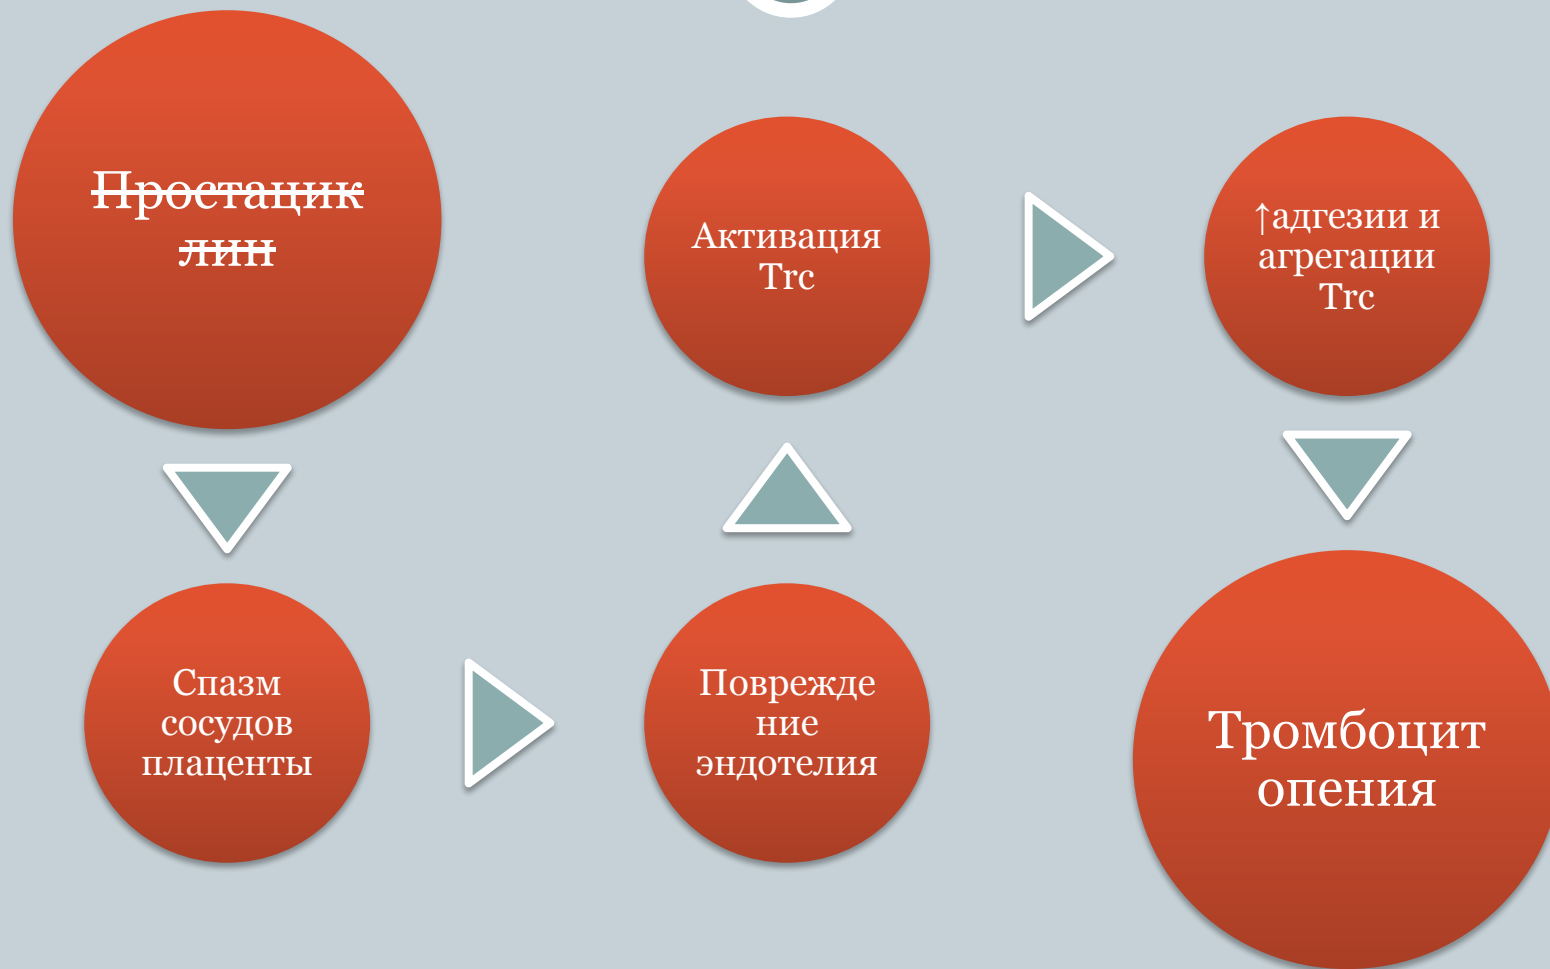 Простацик
лин
Спазм
сосудов
плаценты
Поврежде
ние
эндотелия
Активация
Trc
↑адгезии и
агрегации
Trc
Тромбоцит
опения